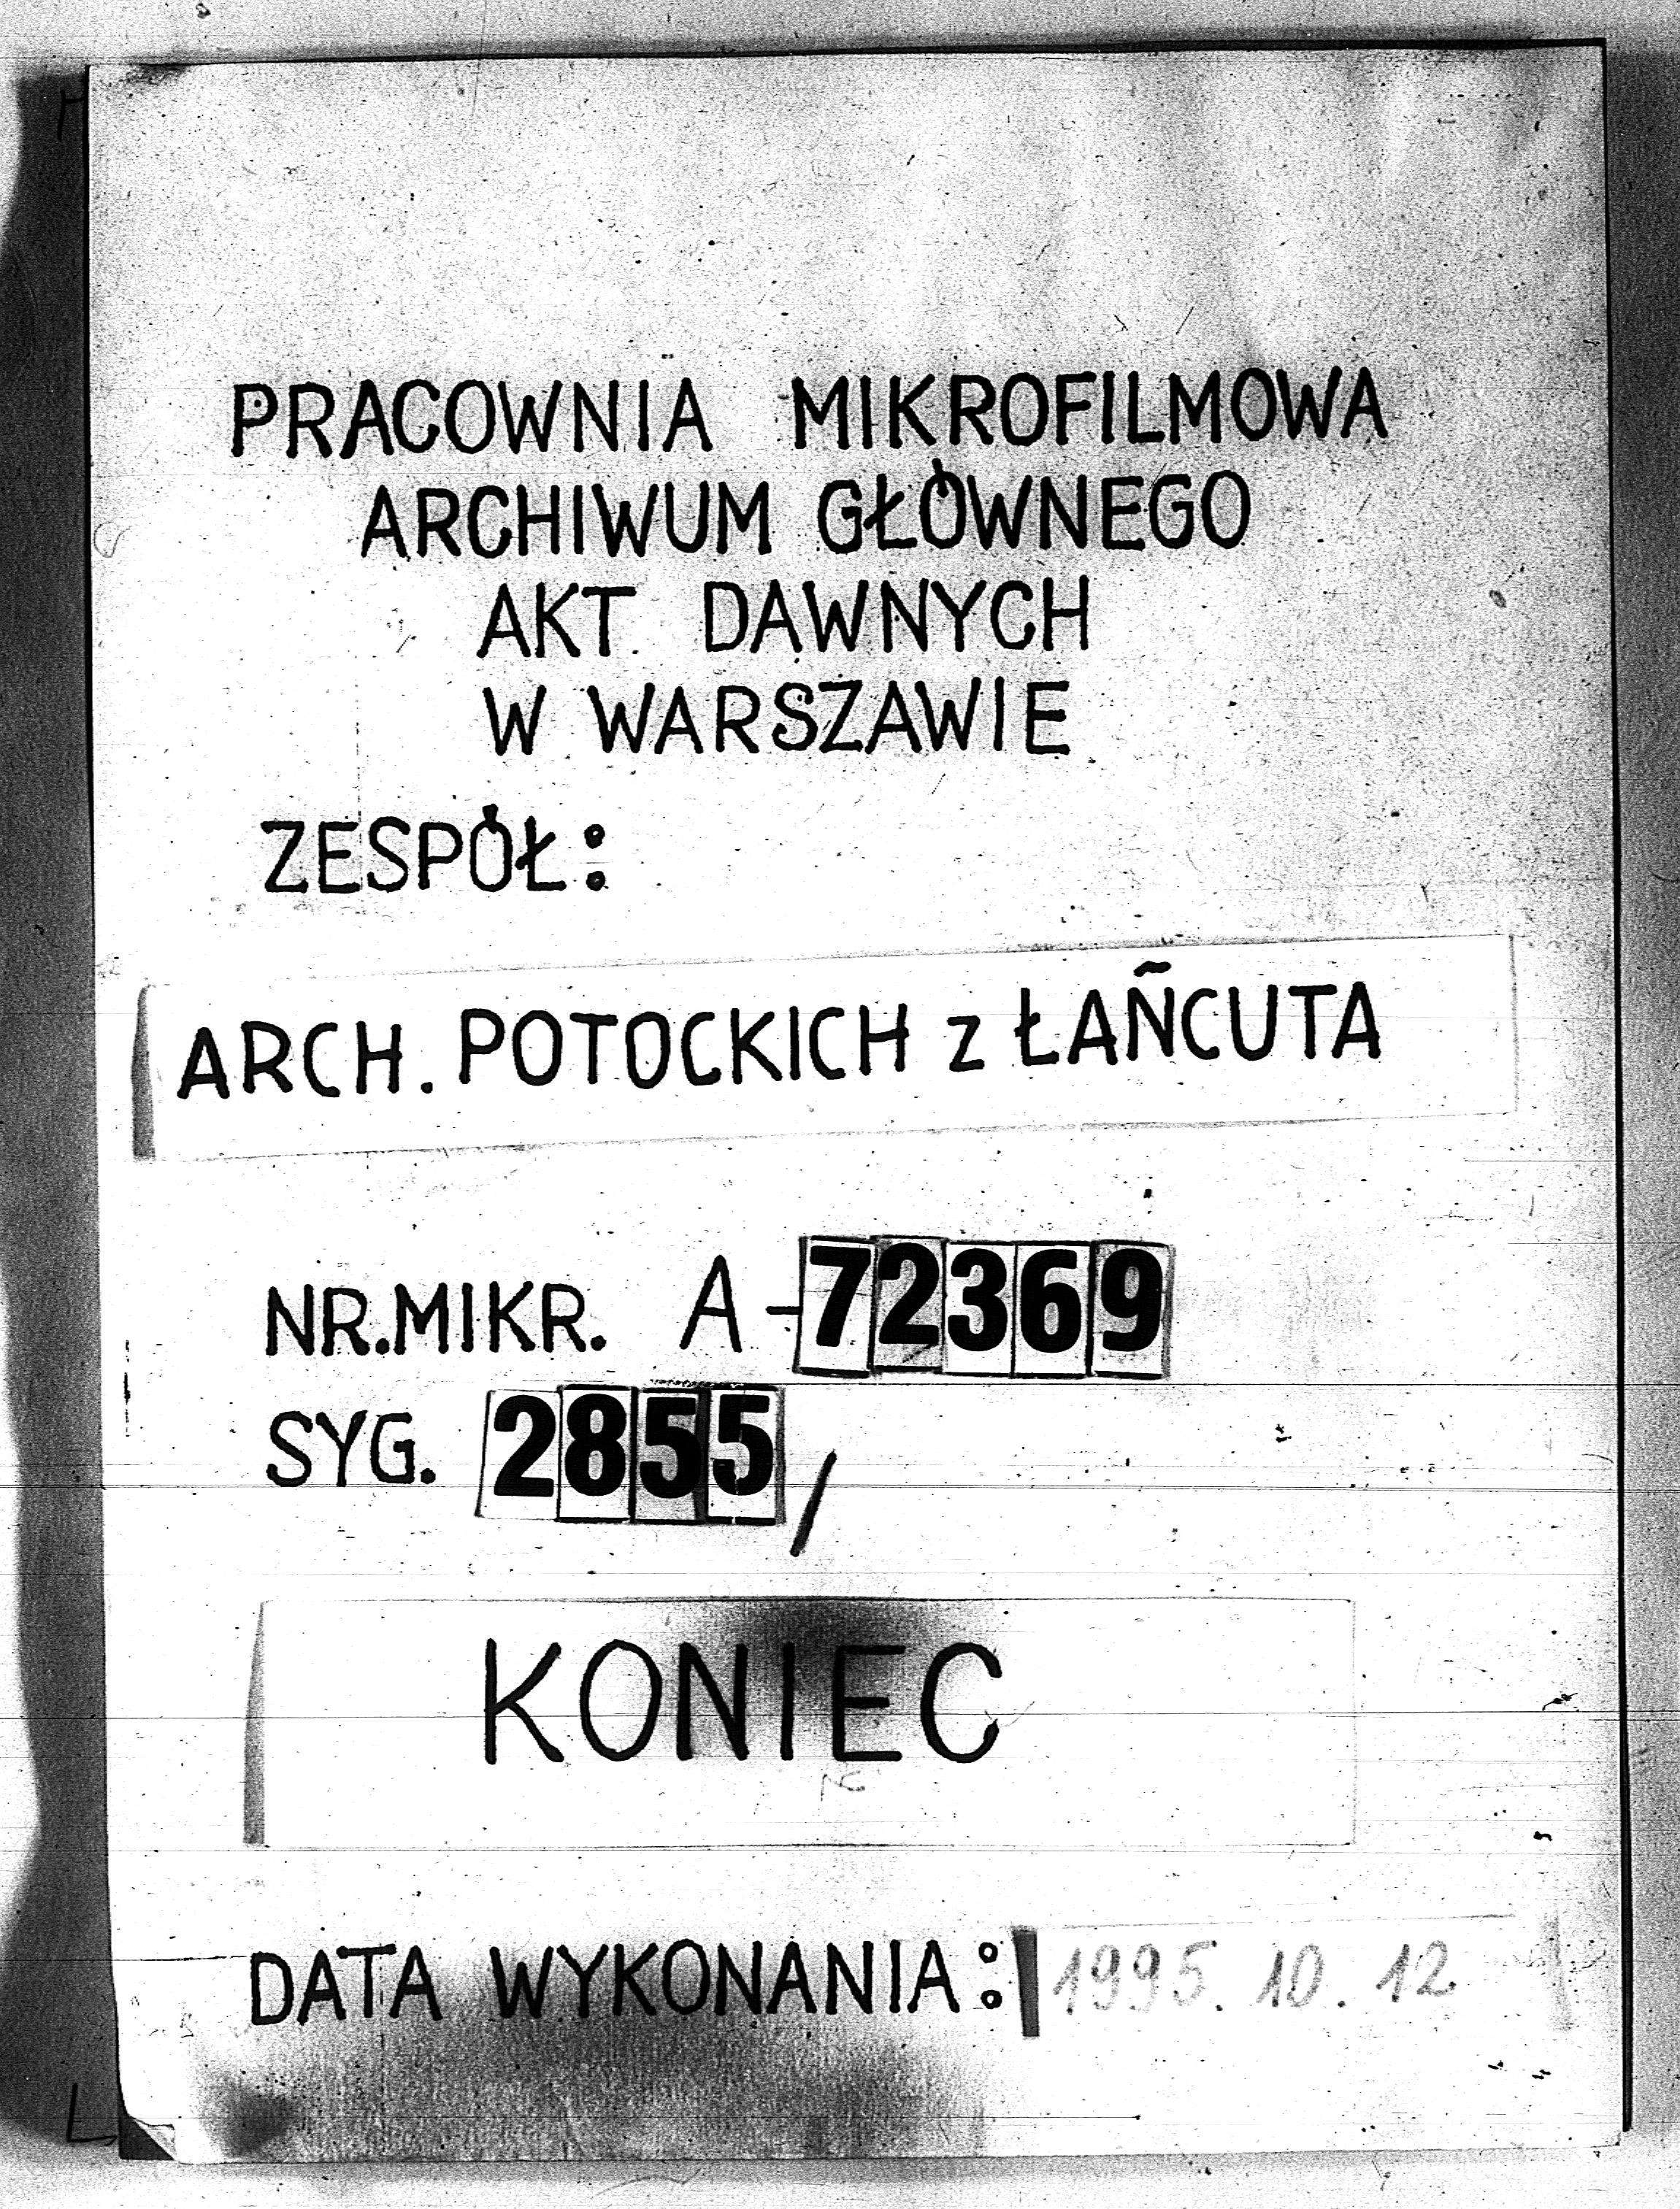 PRACOWNIA MIKROFILMOWA
ARCHIWUM GŁÓWNEGO
AKT DAWNYCH
W WARSZAWIE
ZESPÓŁ:
ARCH. POTOCKICH z ŁAŃCUTA
NR.MIKR. A-72369
SYG. 2855/
KONIEC
DATA WYKONANIA: 1995.10.12